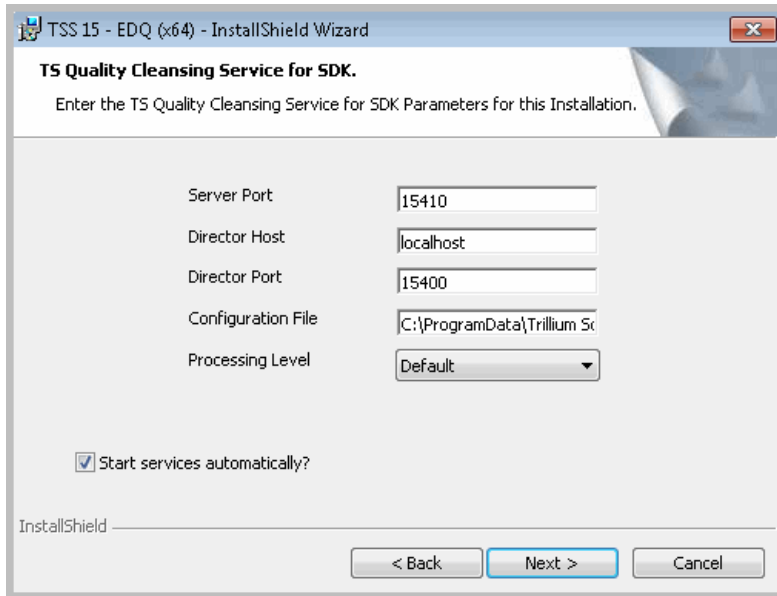 TSS 15 - EDQ (x64) - InstallShield Wizard
TS Quality Cleansing Service for SDK.
Enter the TS Quality Cleansing Service for SDK Parameters for this Installation.
Server Port 15410
Director Host localhost
Director Port 15400
Configuration File C:\ProgramData\Trillium So
Processing Level Default
Start services automatically?
InstallShield
< Back Next > Cancel